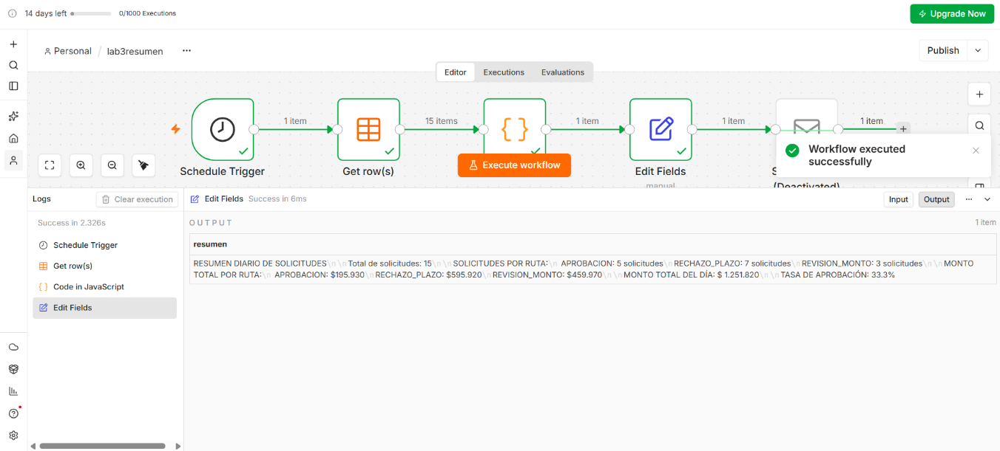 14 days left
0/1000 Executions
Upgrade Now
Personal / lab3resumen ...
Publish
Editor Executions Evaluations
1 item
15 items
1 item
1 item
1 item
Workflow executed
successfully
Execute workflow
Schedule Trigger
Get row(s)
Edit Fields
manual
(Deactivated)
Logs
Clear execution
Edit Fields Success in 6ms
Input Output ...
Success in 2.326s
OUTPUT
1 item
Schedule Trigger
Get row(s)
Code in JavaScript
Edit Fields
resumen
RESUMEN DIARIO DE SOLICITUDES\n\nTotal de solicitudes: 15\n\nSOLICITUDES POR RUTA:\n APROBACION: 5 solicitudes\nRECHAZO_PLAZO: 7 solicitudes\nREVISION_MONTO: 3 solicitudes\n\nMONTO
TOTAL POR RUTA:\n APROBACION: $195.930\nRECHAZO_PLAZO: $595.920\nREVISION_MONTO: $459.970\n\nMONTO TOTAL DEL DÍA: $ 1.251.820\n\nTASA DE APROBACIÓN: 33.3%